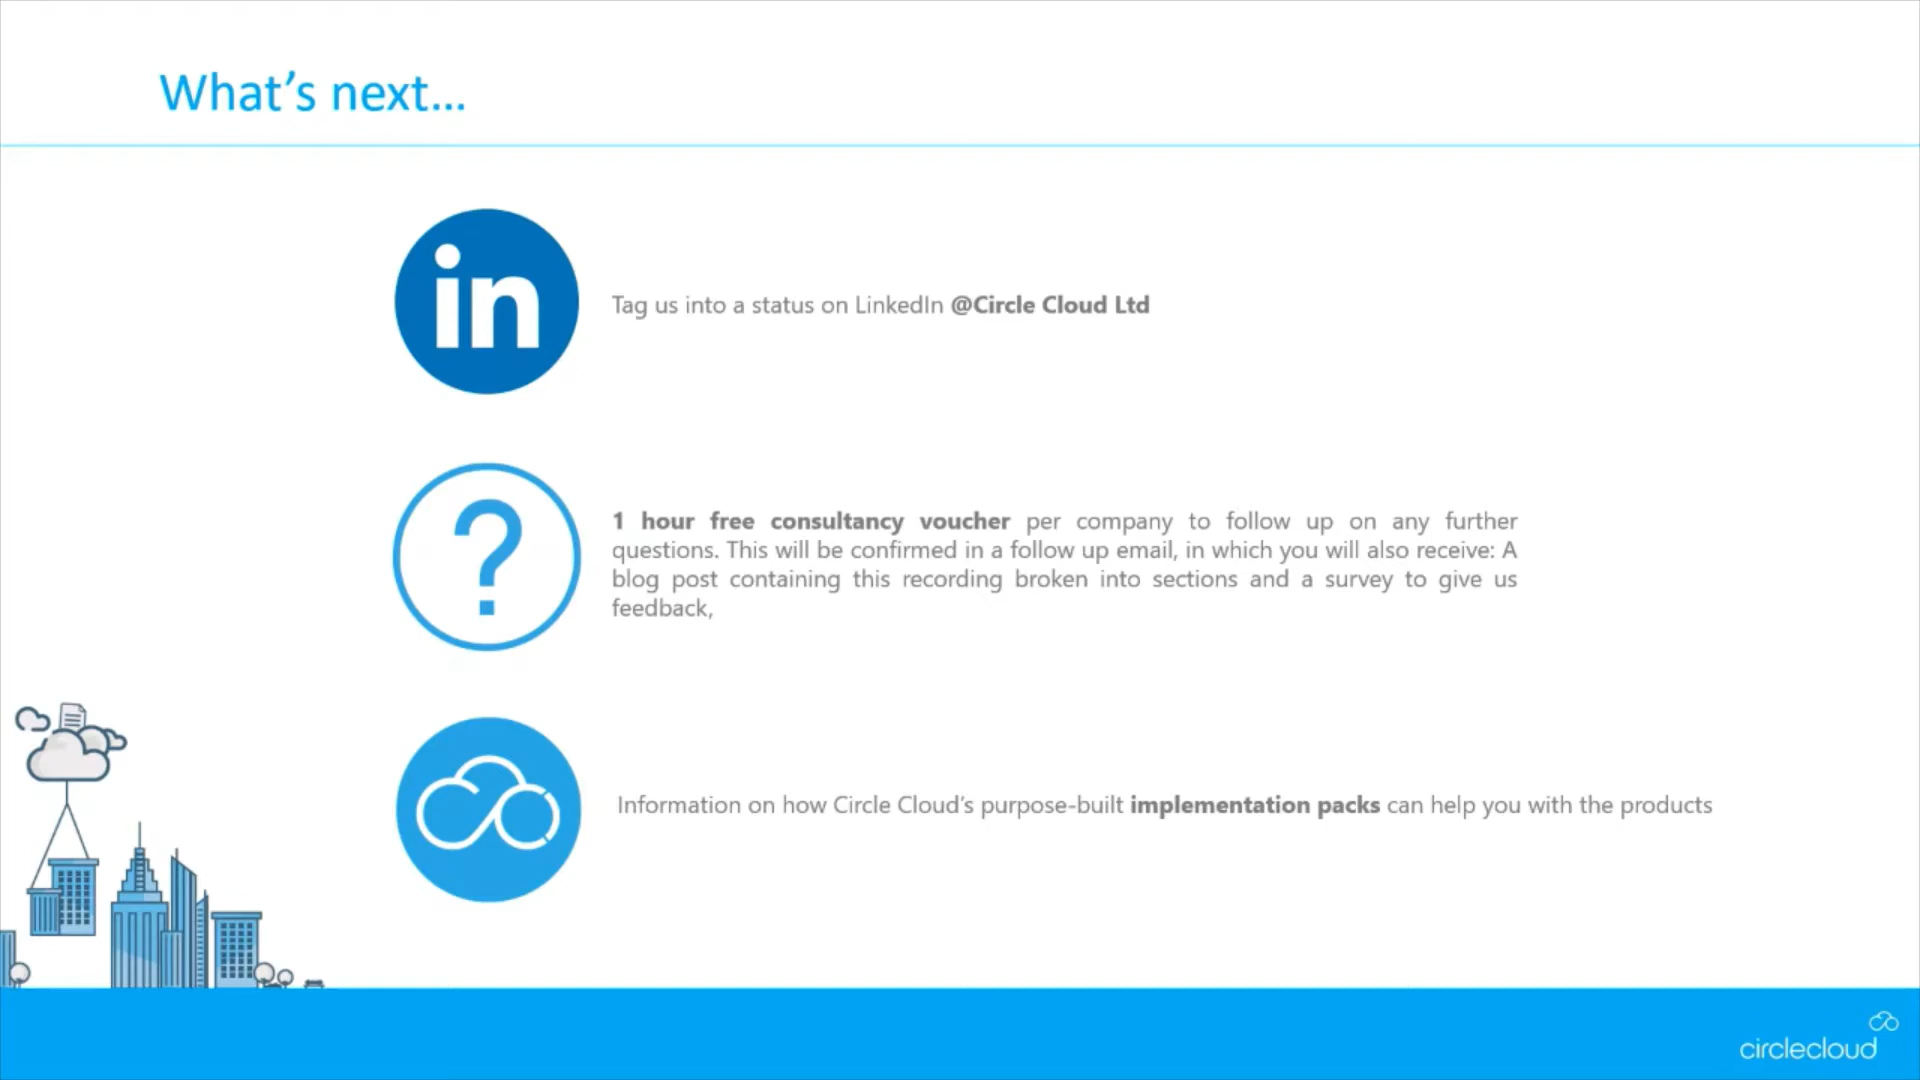 What's next...
in
Tag us into a status on LinkedIn @Circle Cloud Ltd
?
1 hour free consultancy voucher per company to follow up on any further
questions. This will be confirmed in a follow up email, in which you will also receive: A
blog post containing this recording broken into sections and a survey to give us
feedback,
Information on how Circle Cloud's purpose-built implementation packs can help you with the products
circlecloud